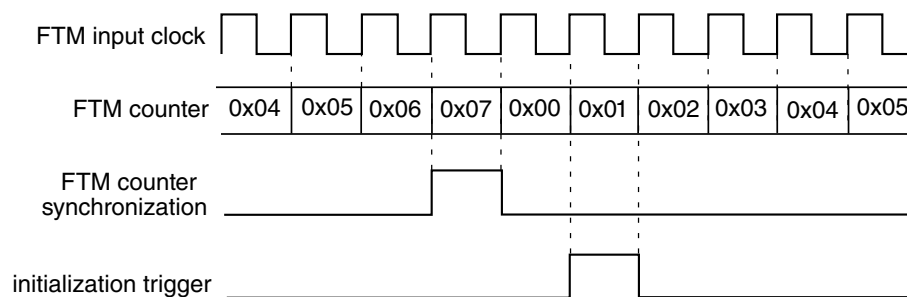 FTM input clock
FTM counter 0x04 0x05 0x06 0x07 0x00 0x01 0x02 0x03 0x04 0x05
FTM counter
synchronization
initialization trigger